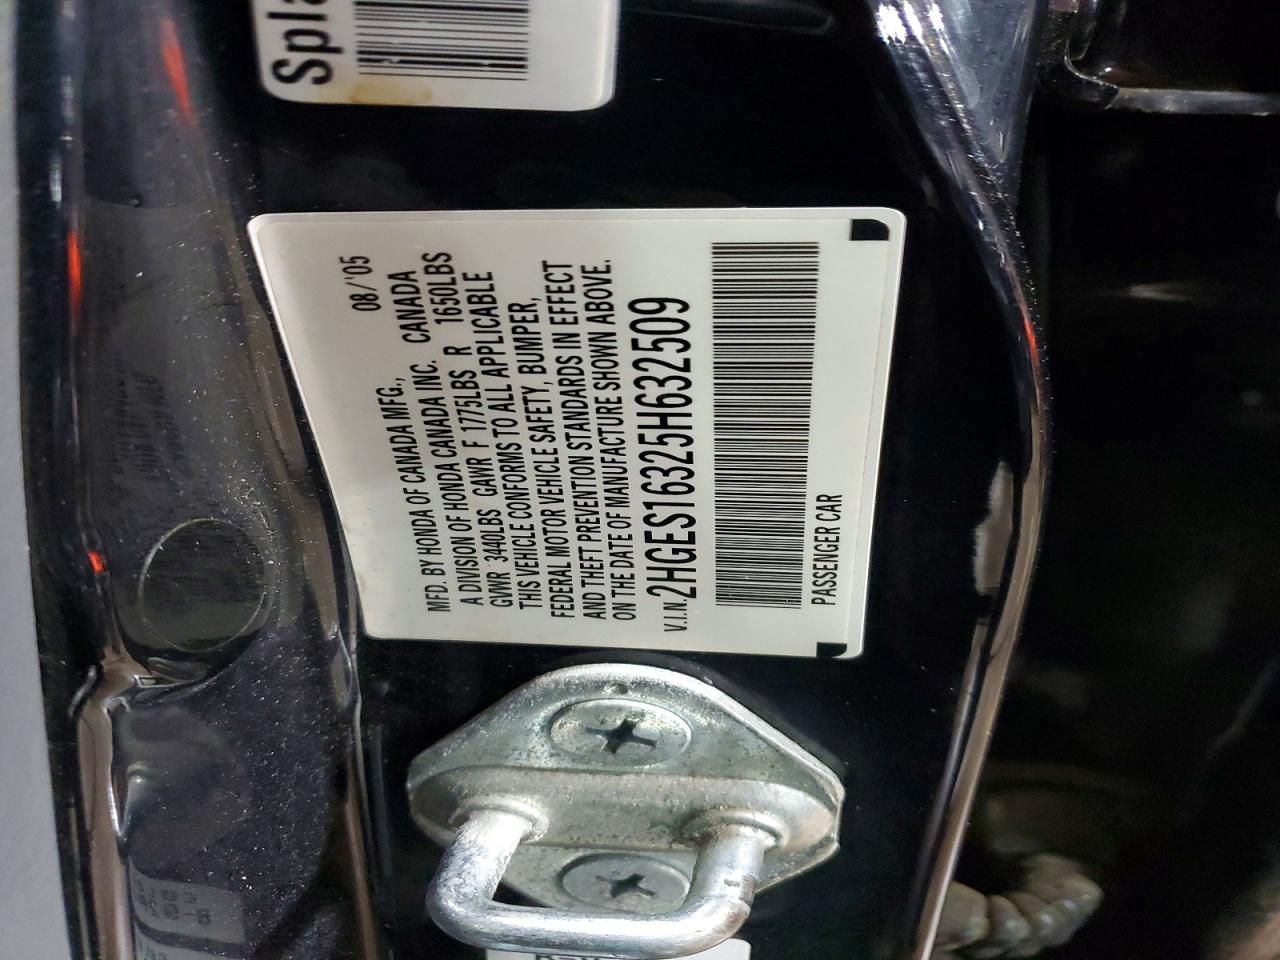 Spla
08/'05
MFD. BY HONDA OF CANADA MFG., CANADA
A DIVISION OF HONDA CANADA INC.
GVWR 3440LBS GAWR F 1775LBS R 1650LBS
THIS VEHICLE CONFORMS TO ALL APPLICABLE
FEDERAL MOTOR VEHICLE SAFETY, BUMPER,
AND THEFT PREVENTION STANDARDS IN EFFECT
ON THE DATE OF MANUFACTURE SHOWN ABOVE.
V.I.N. 2HGES16325H632509
PASSENGER CAR